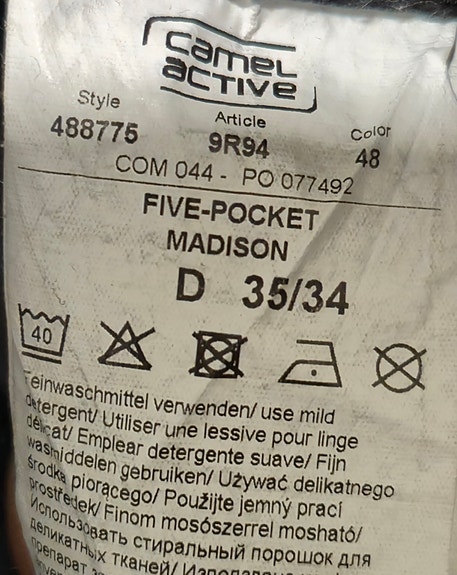 camel
active
Style Article Color
488775 9R94 48
COM 044 - PO 077492
FIVE-POCKET
MADISON
D 35/34
40
Feinwaschmittel verwenden/ use mild
detergent/ Utiliser une lessive pour linge
délicat/ Emplear detergente suave/ Fijn
wasmiddelen gebruiken/ Używać delikatnego
środka piorącego/ Použijte jemný prací
prostředek/ Finom mosószerrel mosható/
Использовать стиральный порошок для
деликатных тканей/
препарат